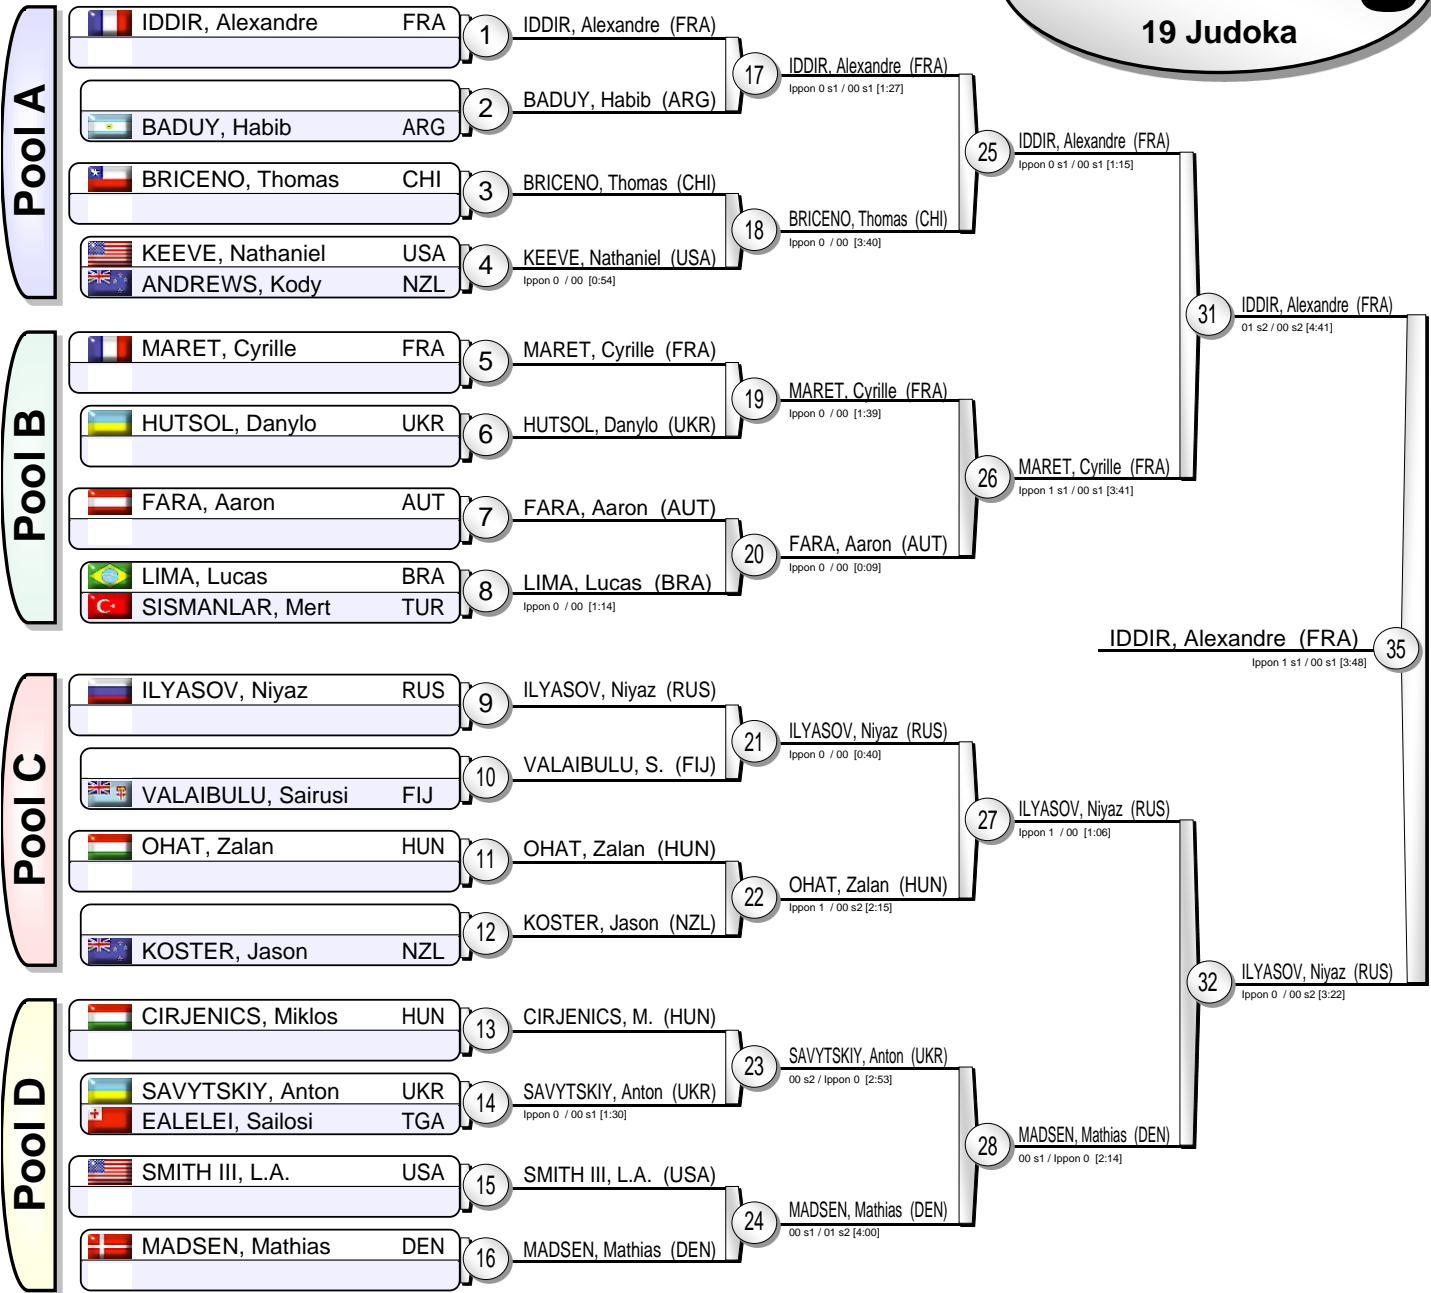 19 Judoka
Pool A
IDDIR, Alexandre FRA
1
BADUY, Habib ARG
2
BRICENO, Thomas CHI
3
KEEVE, Nathaniel USA
ANDREWS, Kody NZL
4
IDDIR, Alexandre (FRA)
BADUY, Habib (ARG)
BRICENO, Thomas (CHI)
KEEVE, Nathaniel (USA)
Ippon 0 / 00 [0:54]
17
IDDIR, Alexandre (FRA)
Ippon 0 s1 / 00 s1 [1:27]
18
BRICENO, Thomas (CHI)
Ippon 0 / 00 [3:40]
25
IDDIR, Alexandre (FRA)
Ippon 0 s1 / 00 s1 [1:15]
Pool B
MARET, Cyrille FRA
5
HUTSOL, Danylo UKR
6
FARA, Aaron AUT
7
LIMA, Lucas BRA
SISMANLAR, Mert TUR
8
MARET, Cyrille (FRA)
HUTSOL, Danylo (UKR)
FARA, Aaron (AUT)
LIMA, Lucas (BRA)
Ippon 0 / 00 [1:14]
19
MARET, Cyrille (FRA)
Ippon 0 / 00 [1:39]
20
FARA, Aaron (AUT)
Ippon 0 / 00 [0:09]
26
MARET, Cyrille (FRA)
Ippon 1 s1 / 00 s1 [3:41]
31
IDDIR, Alexandre (FRA)
01 s2 / 00 s2 [4:41]
IDDIR, Alexandre (FRA)
Ippon 1 s1 / 00 s1 [3:48]
35
Pool C
ILYASOV, Niyaz RUS
9
VALAIBULU, Sairusi FIJ
10
OHAT, Zalan HUN
11
KOSTER, Jason NZL
12
ILYASOV, Niyaz (RUS)
VALAIBULU, S. (FIJ)
OHAT, Zalan (HUN)
KOSTER, Jason (NZL)
21
ILYASOV, Niyaz (RUS)
Ippon 0 / 00 [0:40]
22
OHAT, Zalan (HUN)
Ippon 1 / 00 s2 [2:15]
27
ILYASOV, Niyaz (RUS)
Ippon 1 / 00 [1:06]
Pool D
CIRJENICS, Miklos HUN
13
SAVYTSKIY, Anton UKR
EALELEI, Sailosi TGA
14
SMITH III, L.A. USA
15
MADSEN, Mathias DEN
16
CIRJENICS, M. (HUN)
SAVYTSKIY, Anton (UKR)
Ippon 0 / 00 s1 [1:30]
SMITH III, L.A. (USA)
MADSEN, Mathias (DEN)
23
SAVYTSKIY, Anton (UKR)
00 s2 / Ippon 0 [2:53]
24
MADSEN, Mathias (DEN)
00 s1 / 01 s2 [4:00]
28
MADSEN, Mathias (DEN)
00 s1 / Ippon 0 [2:14]
32
ILYASOV, Niyaz (RUS)
Ippon 0 / 00 s2 [3:22]